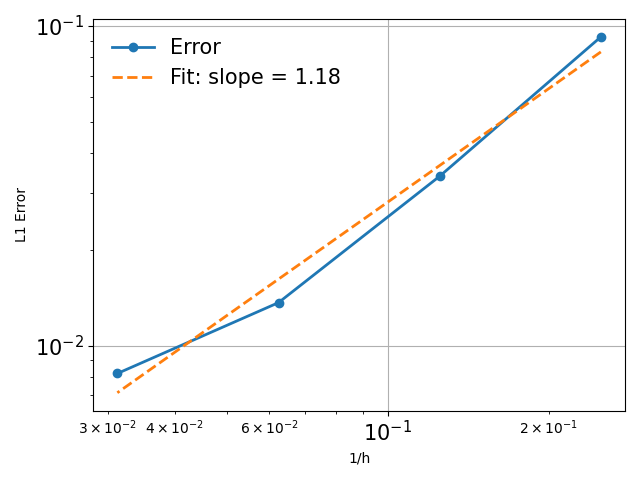 10⁻¹
Error
Fit: slope = 1.18
L1 Error
10⁻²
3 × 10⁻² 4 × 10⁻² 6 × 10⁻² 10⁻¹ 2 × 10⁻¹
1/h